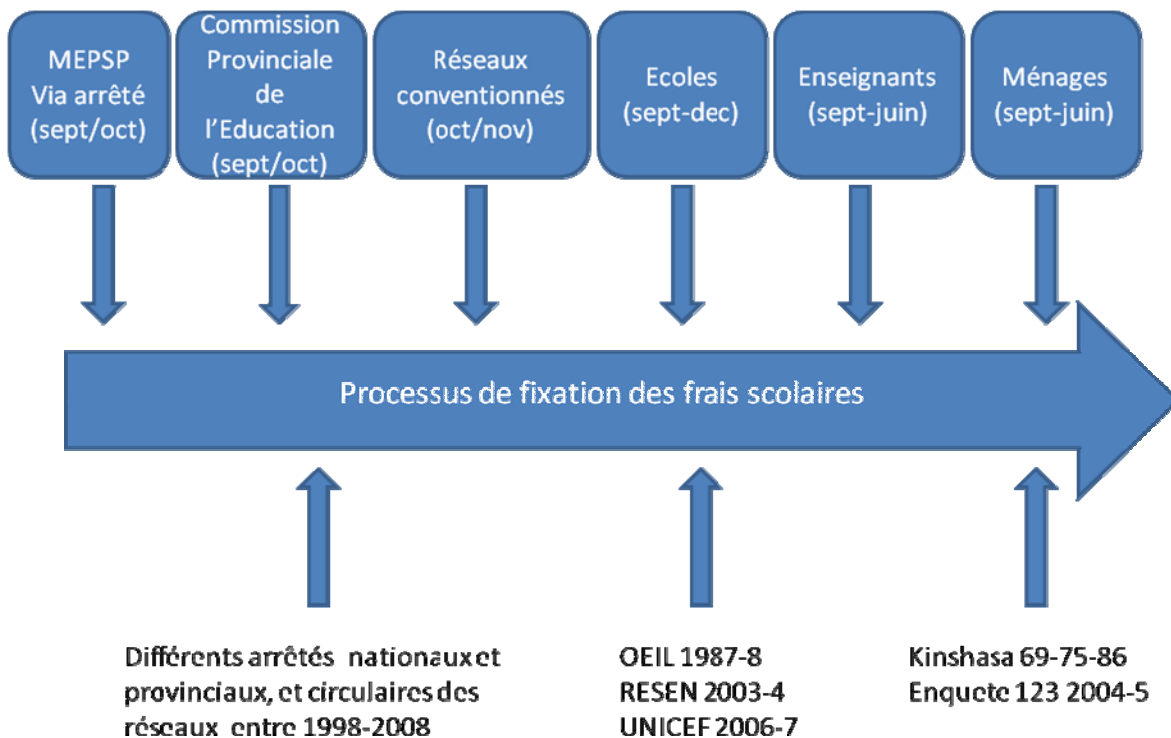 MEPSP
Via arrêté
(sept/oct)
Commission
Provinciale
de
l'Education
(sept/oct)
Réseaux
conventionnés
(oct/nov)
Ecoles
(sept-dec)
Enseignants
(sept-juin)
Ménages
(sept-juin)
Processus de fixation des frais scolaires
Différents arrêtés nationaux et
provinciaux, et circulaires des
réseaux entre 1998-2008
OEIL 1987-8
RESEN 2003-4
UNICEF 2006-7
Kinshasa 69-75-86
Enquete 123 2004-5